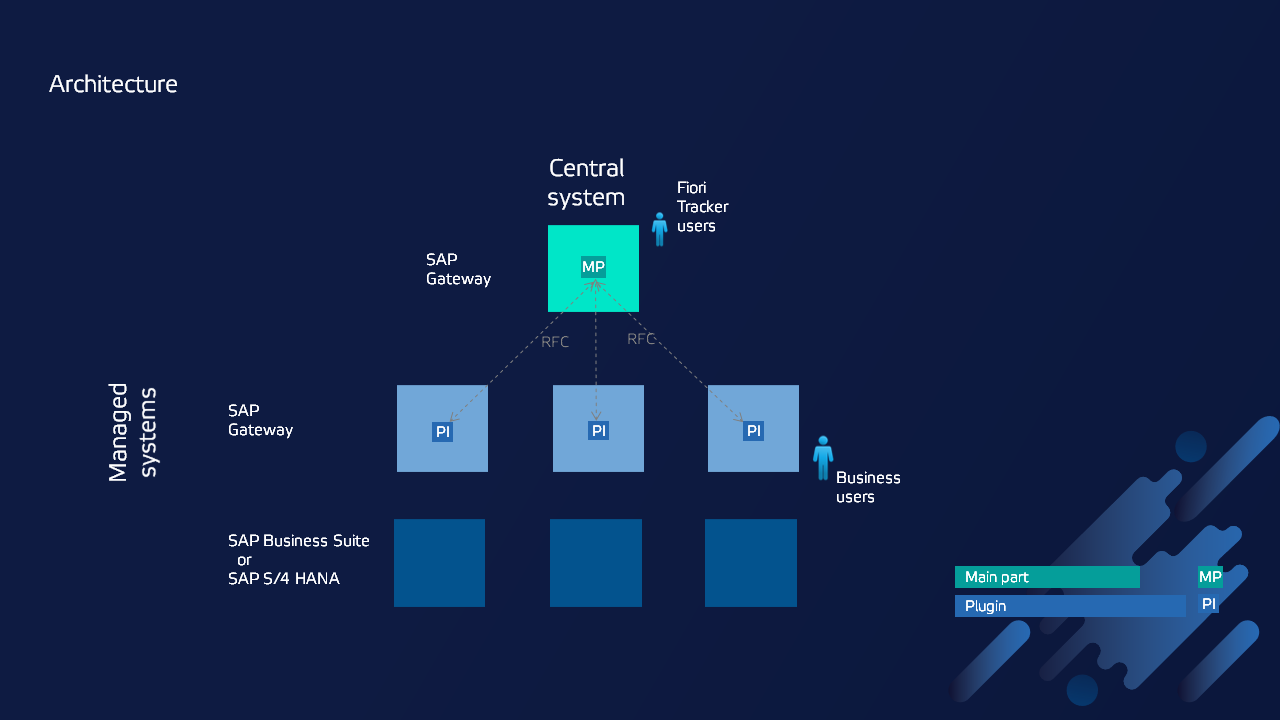 Architecture
Central
system
Fiori
Tracker
users
SAP
Gateway
MP
RFC
RFC
Managed
systems
SAP
Gateway
PI
PI
PI
Business
users
SAP Business Suite
or
SAP S/4 HANA
Main part
MP
Plugin
PI